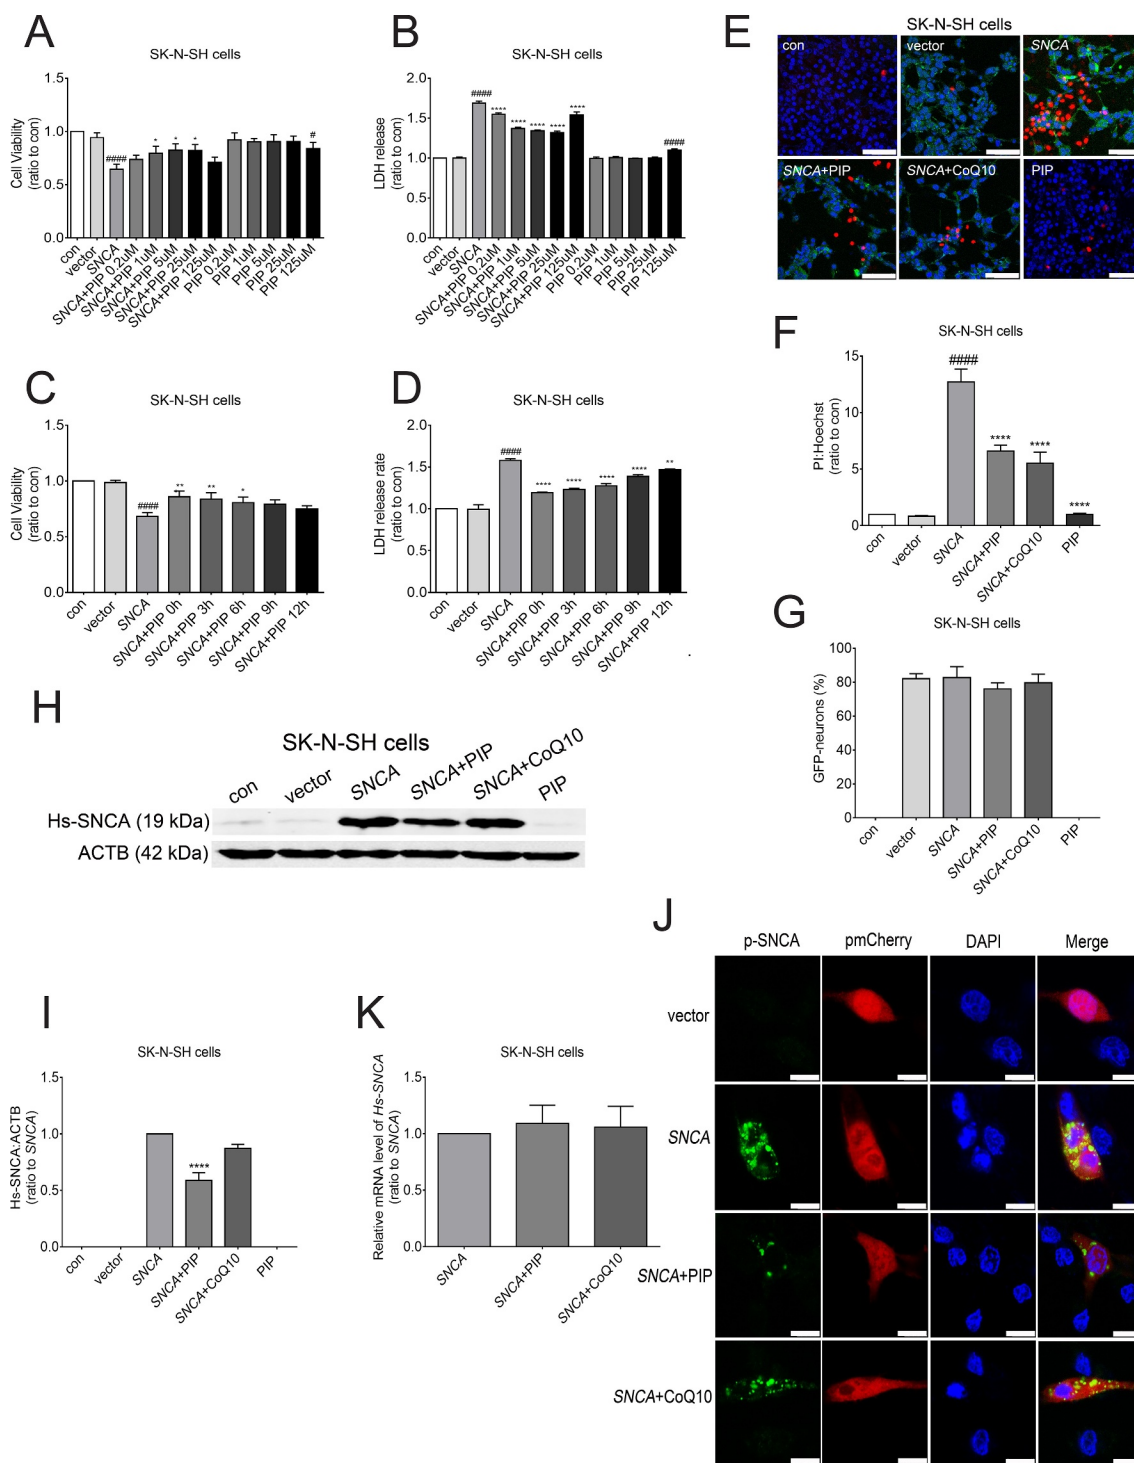 A
SK-N-SH cells
Cell Viability
(ratio to con)
1.5
1.0
0.5
0.0
con
vector
SNCA
SNCA+PIP 0.2uM
SNCA+PIP 1uM
SNCA+PIP 5uM
SNCA+PIP 25uM
SNCA+PIP 125uM
PIP 0.2uM
PIP 1uM
PIP 5uM
PIP 25uM
PIP 125uM
####
*
*
*
#
B
SK-N-SH cells
LDH release
(ratio to con)
2.0
1.5
1.0
0.5
0.0
con
vector
SNCA
SNCA+PIP 0.2uM
SNCA+PIP 1uM
SNCA+PIP 5uM
SNCA+PIP 25uM
SNCA+PIP 125uM
PIP 0.2uM
PIP 1uM
PIP 5uM
PIP 25uM
PIP 125uM
####
****
****
****
****
****
####
E
SK-N-SH cells
con
vector
SNCA
SNCA+PIP
SNCA+CoQ10
PIP
C
SK-N-SH cells
Cell Viability
(ratio to con)
1.5
1.0
0.5
0.0
con
vector
SNCA
SNCA+PIP 0h
SNCA+PIP 3h
SNCA+PIP 6h
SNCA+PIP 9h
SNCA+PIP 12h
####
**
**
*
D
SK-N-SH cells
LDH release rate
(ratio to con)
2.0
1.5
1.0
0.5
0.0
con
vector
SNCA
SNCA+PIP 0h
SNCA+PIP 3h
SNCA+PIP 6h
SNCA+PIP 9h
SNCA+PIP 12h
####
****
****
****
****
**
F
SK-N-SH cells
PI:Hoechst
(ratio to con)
15
10
5
0
con
vector
SNCA
SNCA+PIP
SNCA+CoQ10
PIP
####
****
****
****
G
SK-N-SH cells
GFP-neurons (%)
100
80
60
40
20
0
con
vector
SNCA
SNCA+PIP
SNCA+CoQ10
PIP
H
SK-N-SH cells
con
vector
SNCA
SNCA+PIP
SNCA+CoQ10
PIP
Hs-SNCA (19 kDa)
ACTB (42 kDa)
I
SK-N-SH cells
Hs-SNCA:ACTB
(ratio to SNCA)
1.5
1.0
0.5
0.0
con
vector
SNCA
SNCA+PIP
SNCA+CoQ10
PIP
****
K
SK-N-SH cells
Relative mRNA level of Hs-SNCA
(ratio to SNCA)
1.5
1.0
0.5
0.0
SNCA
SNCA+PIP
SNCA+CoQ10
J
p-SNCA
pmCherry
DAPI
Merge
vector
SNCA
SNCA+PIP
SNCA+CoQ10